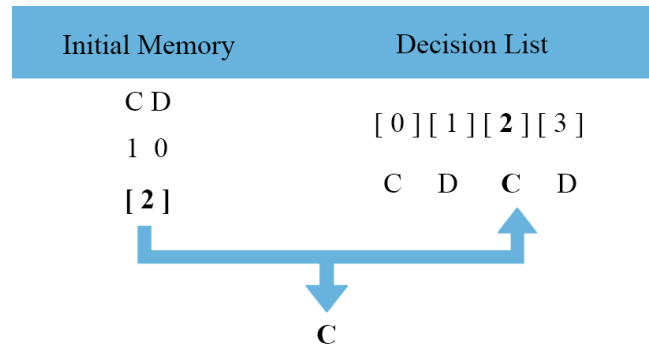 Initial Memory Decision List
C D
1 0
[ 2 ]
[ 0 ] [ 1 ] [ 2 ] [ 3 ]
C D C D
C